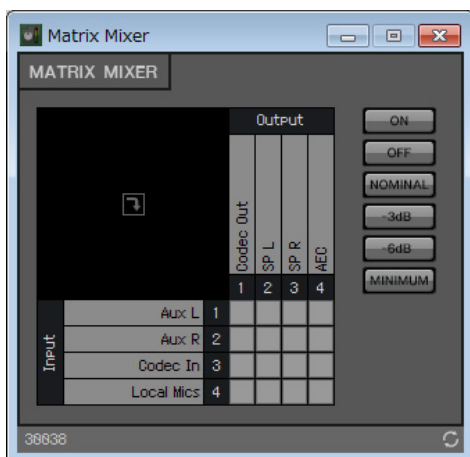 Matrix Mixer
MATRIX MIXER
Output
Codec Out
SP L
SP R
AEC
1 2 3 4
Input
Aux L 1
Aux R 2
Codec In 3
Local Mics 4
ON
OFF
NOMINAL
-3dB
-6dB
MINIMUM
30038